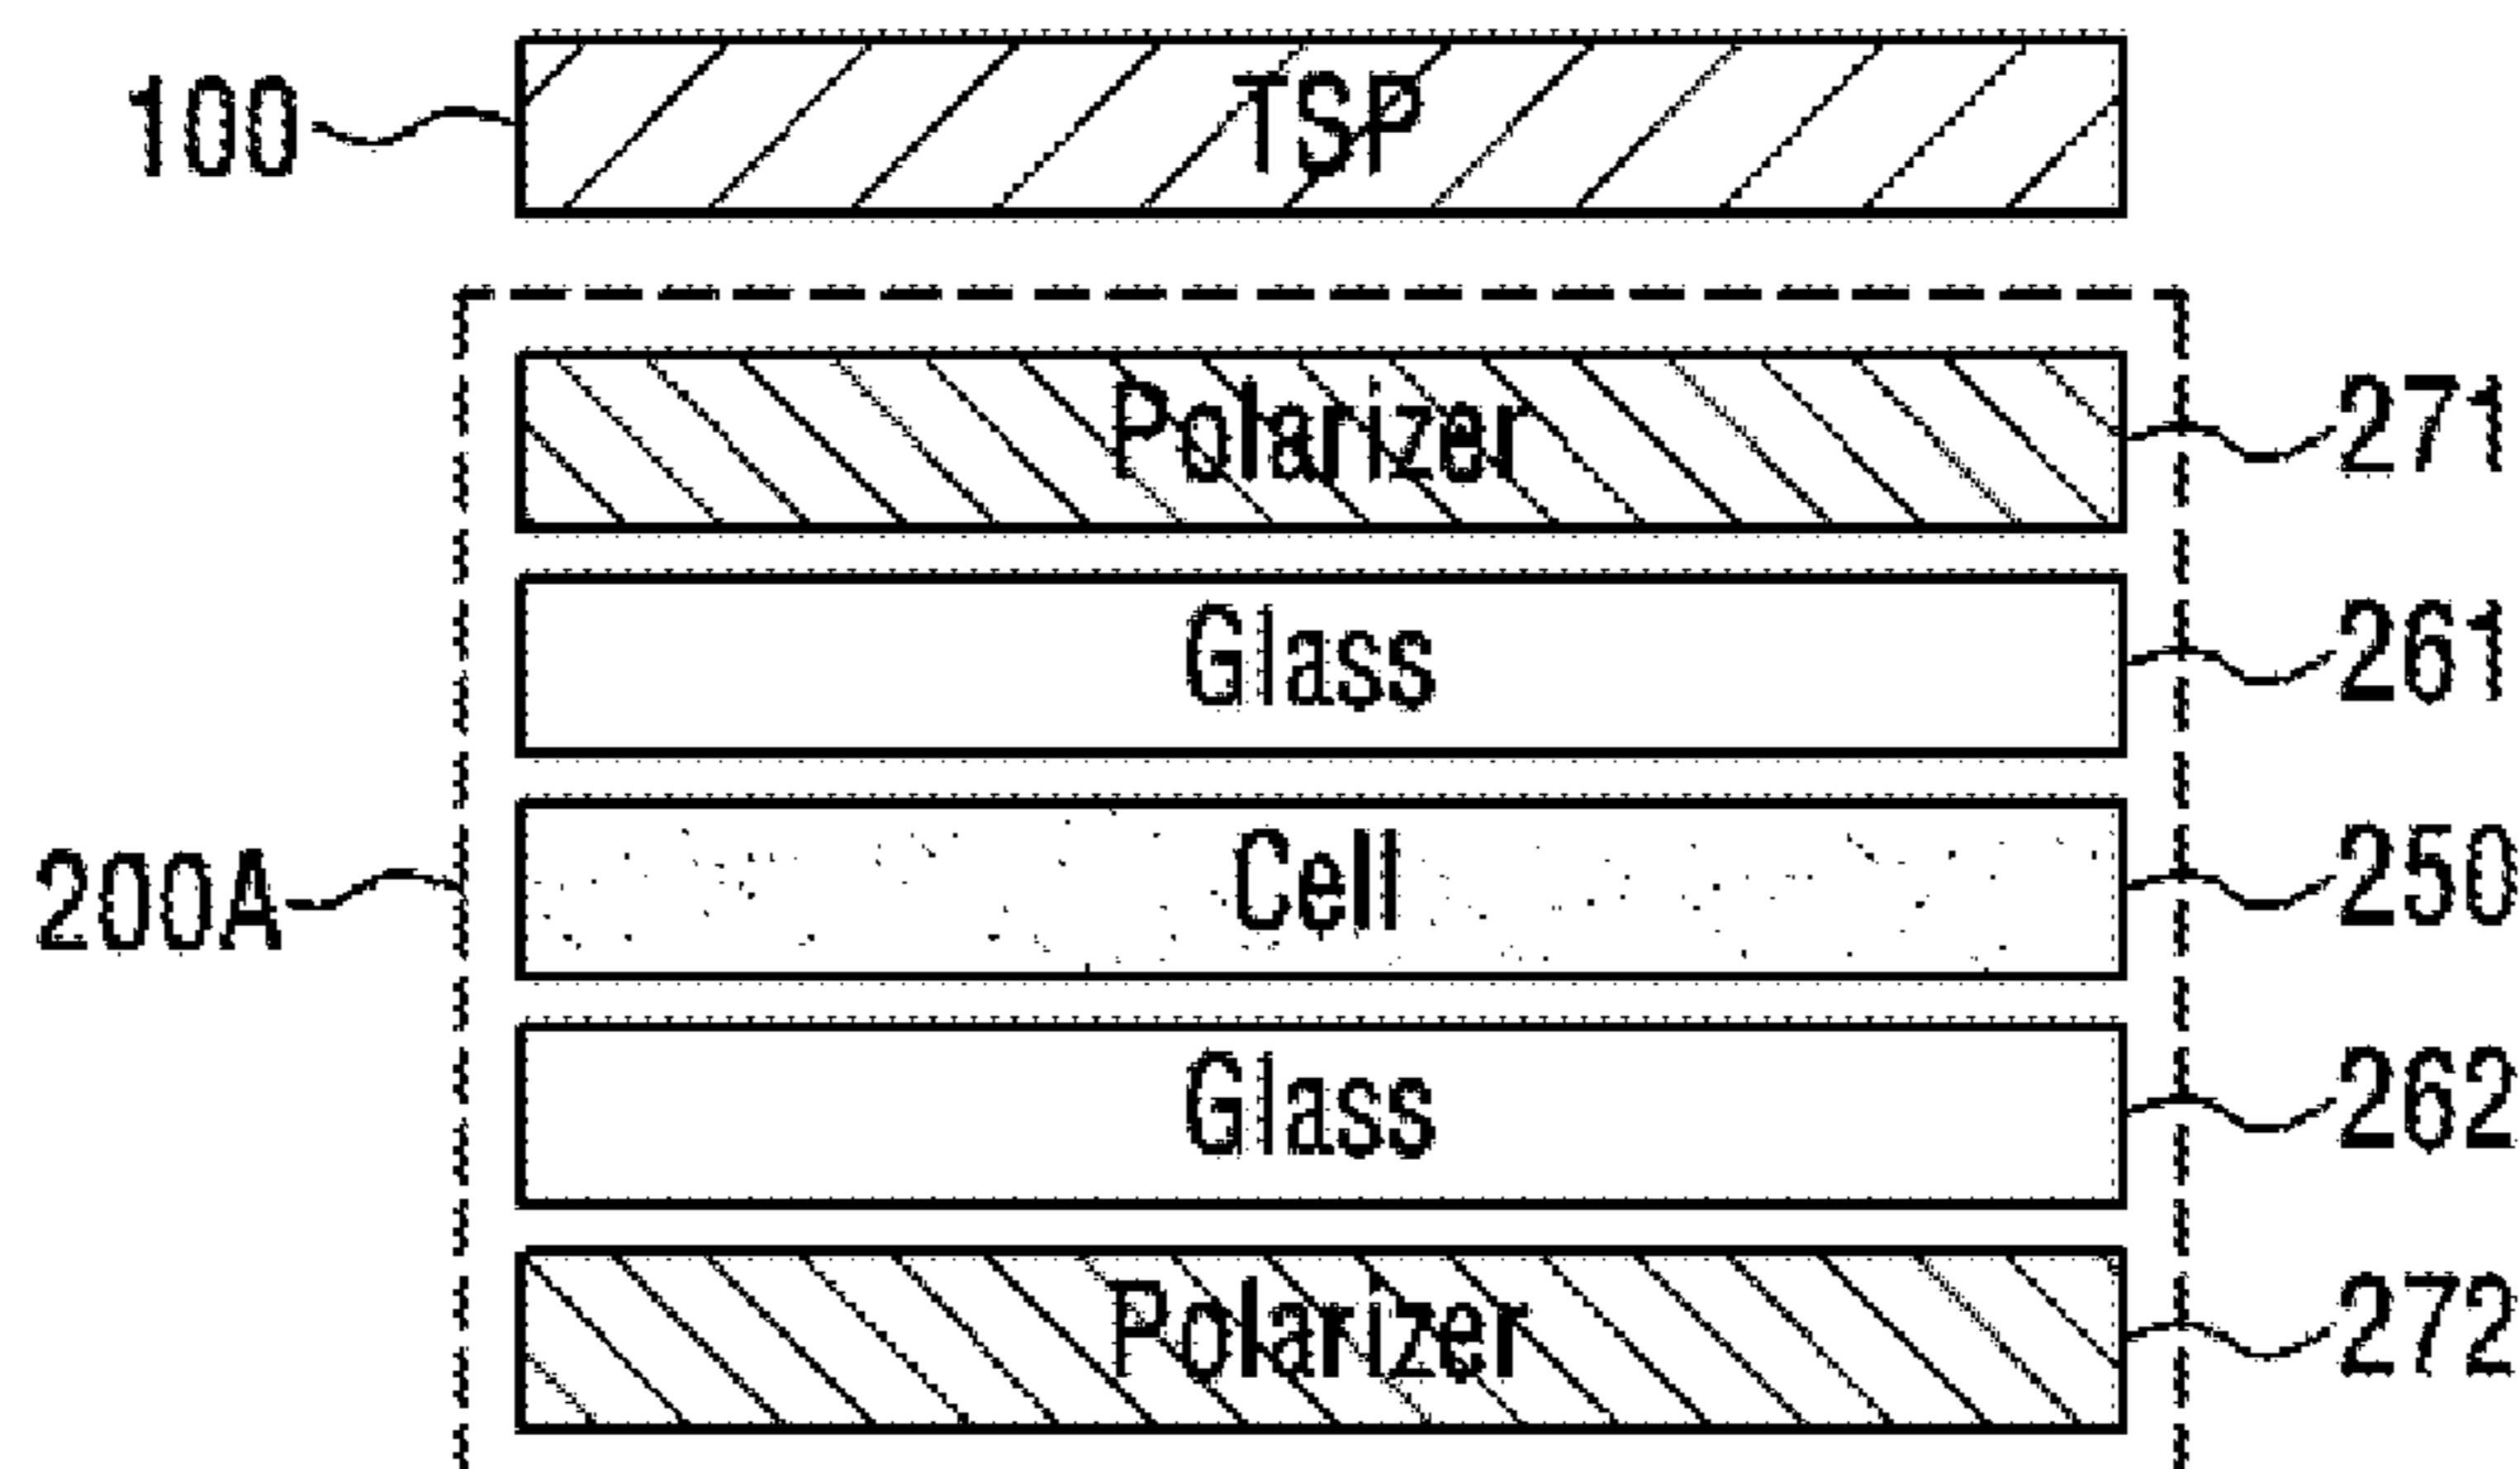 100 TSP
Polarizer 271
Glass 261
200A Cell 250
Glass 262
Polarizer 272